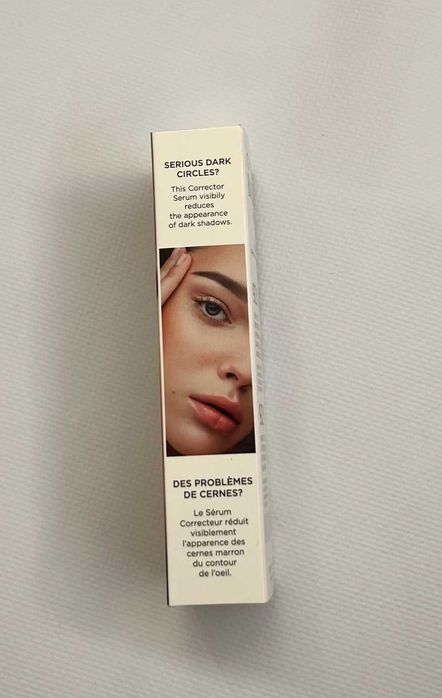 SERIOUS DARK
CIRCLES?
This Corrector
Serum visibily
reduces
the appearance
of dark shadows.
DES PROBLÈMES
DE CERNES?
Le Sérum
Correcteur réduit
visiblement
l'apparence des
cernes marron
du contour
de l'oeil.